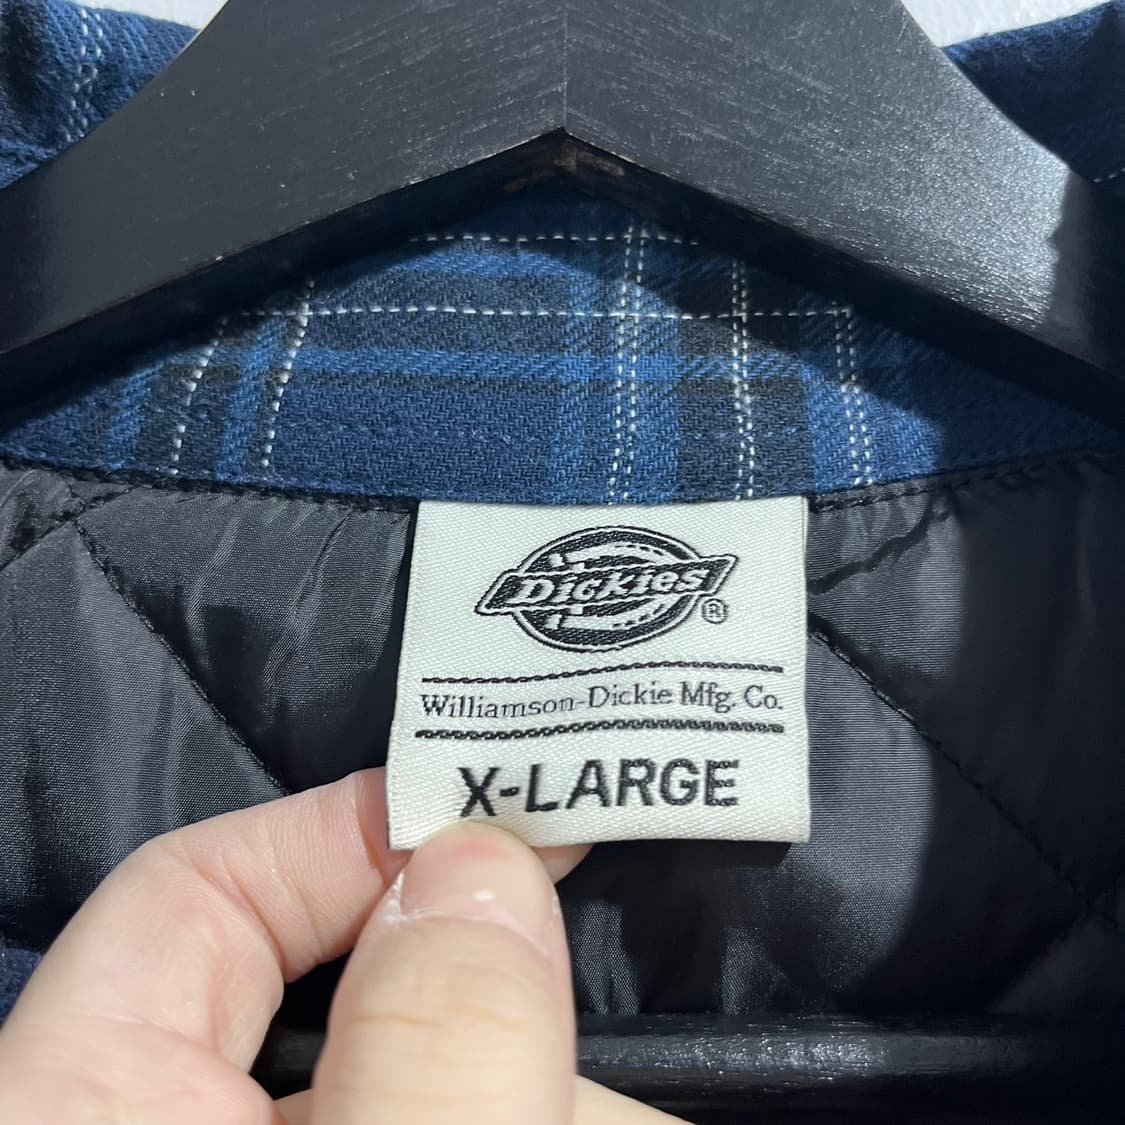 Dickies
®
Williamson-Dickie Mfg. Co.
X-LARGE